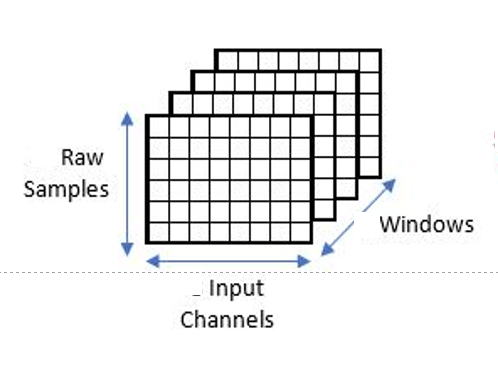 Raw
Samples
Windows
_ Input
Channels